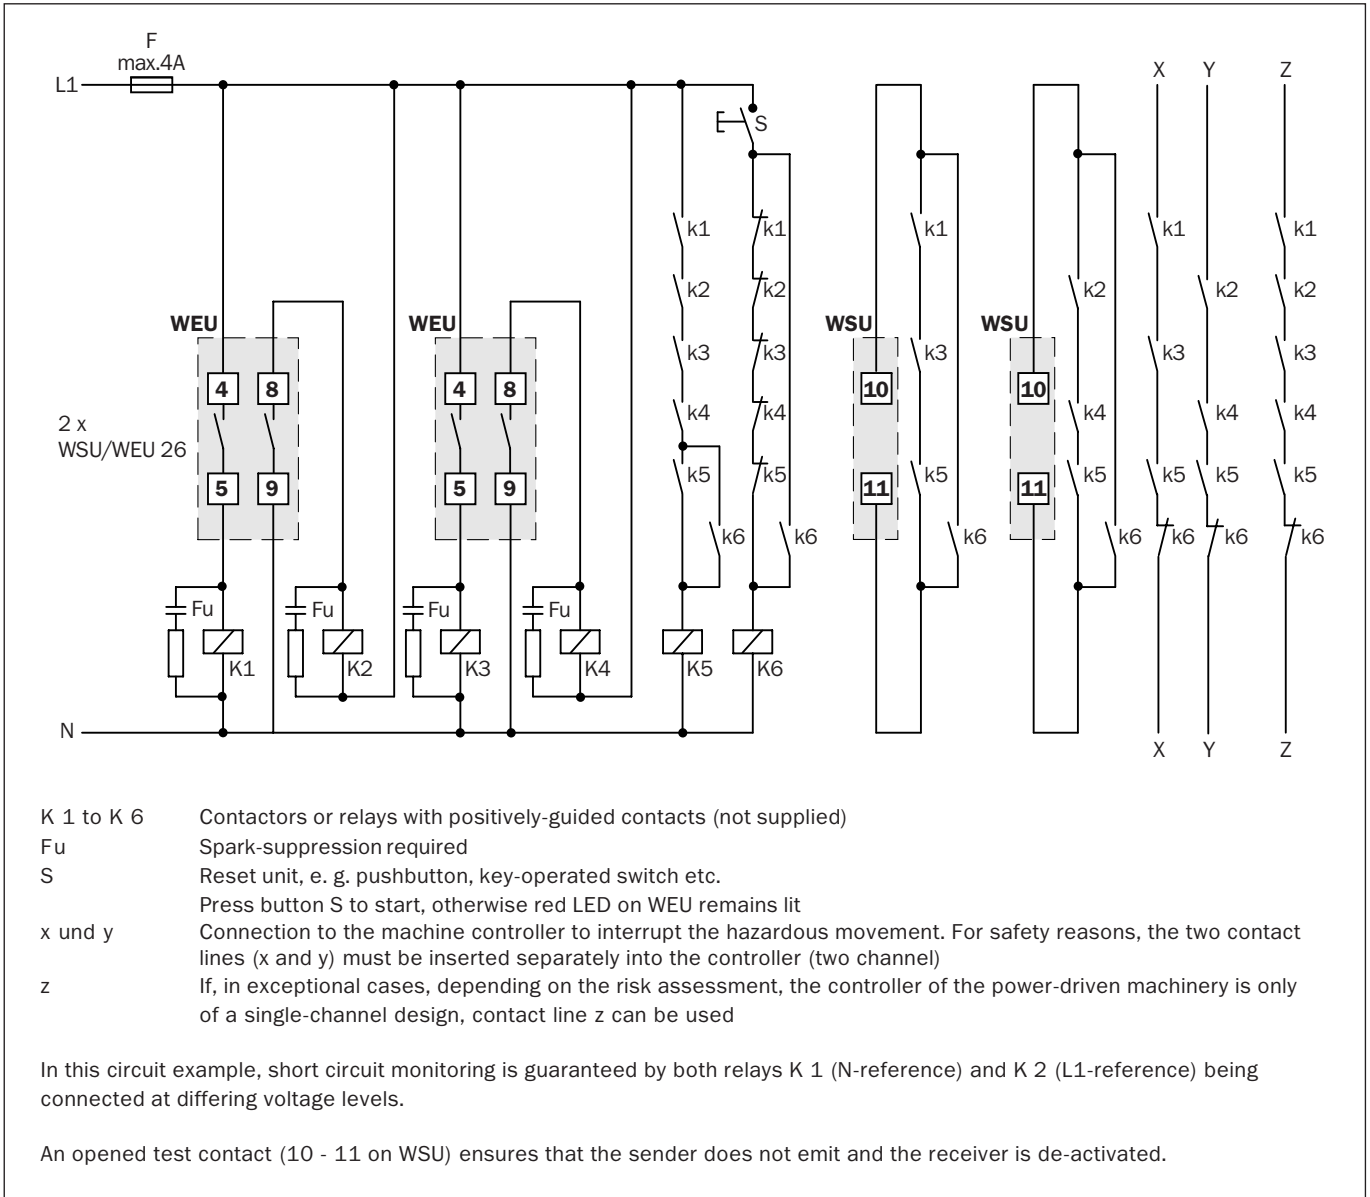 F
max.4A
L1
X Y Z
S
k1 k1 k1 k1 k1
k2 k2 k2 k2 k2
WEU WEU WSU WSU
k3 k3 k3 k3 k3
4 8 4 8 10 10
2 x
WSU/WEU 26
k4 k4 k4 k4 k4
5 9 5 9 k5 k5 11 k5 11 k5 k5 k5 k5
k6 k6 k6 k6 k6 k6 k6
Fu Fu Fu Fu
K1 K2 K3 K4 K5 K6
N
X Y Z
K 1 to K 6 Contactors or relays with positively-guided contacts (not supplied)
Fu Spark-suppression required
S Reset unit, e. g. pushbutton, key-operated switch etc.
Press button S to start, otherwise red LED on WEU remains lit
x und y Connection to the machine controller to interrupt the hazardous movement. For safety reasons, the two contact
lines (x and y) must be inserted separately into the controller (two channel)
z If, in exceptional cases, depending on the risk assessment, the controller of the power-driven machinery is only
of a single-channel design, contact line z can be used
In this circuit example, short circuit monitoring is guaranteed by both relays K 1 (N-reference) and K 2 (L1-reference) being
connected at differing voltage levels.
An opened test contact (10 - 11 on WSU) ensures that the sender does not emit and the receiver is de-activated.